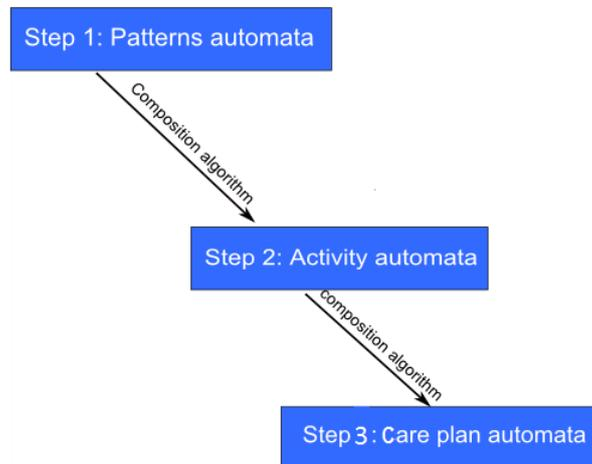 Step 1: Patterns automata
Composition algorithm
Step 2: Activity automata
composition algorithm
Step 3: Care plan automata